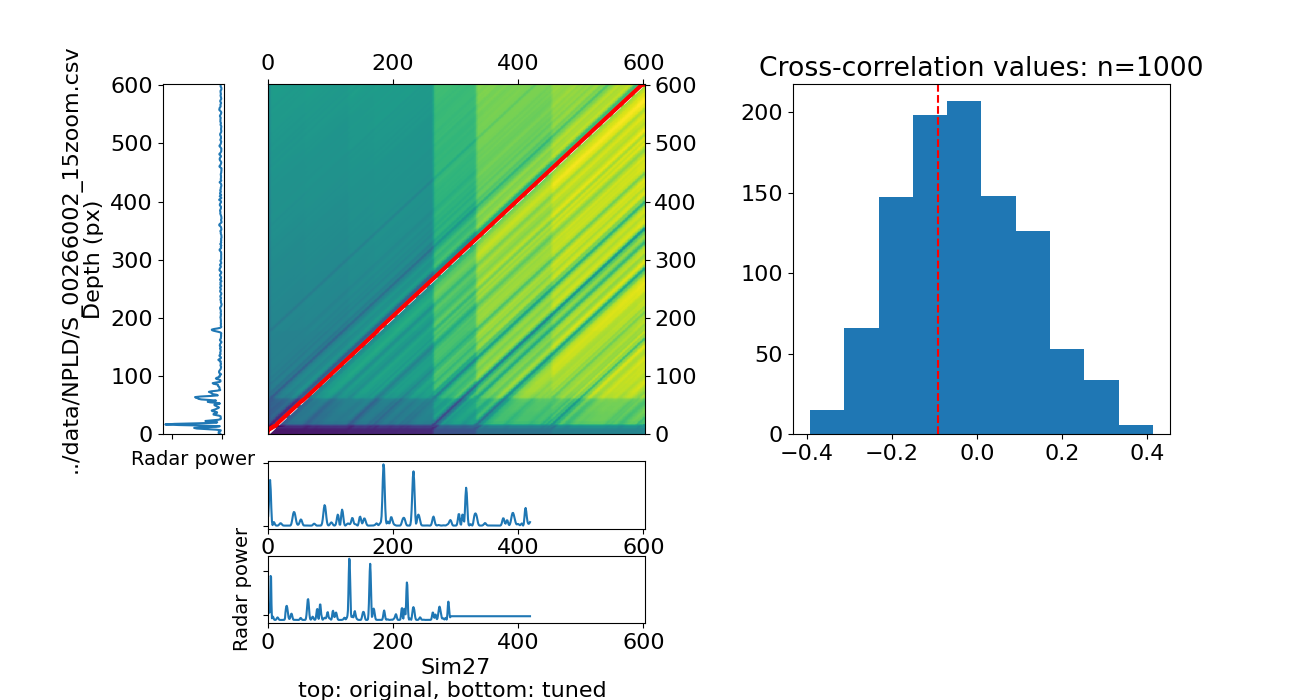 Cross-correlation values: n=1000
0 200 400 600
../data/NPLD/S_00266002_15zoom.csv
Depth (px)
600 600 200
500 500
400 400 150
300 300 100
200 200
100 100 50
0 0 0
−0.4 −0.2 0.0 0.2 0.4
Radar power
0 200 400 600
Radar power
0 200 400 600
Sim27
top: original, bottom: tuned